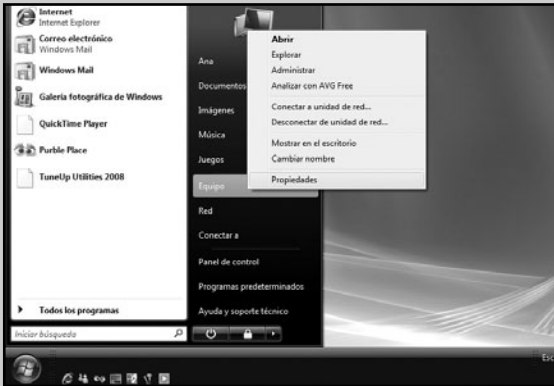 Internet
Internet Explorer
Correo electrónico
Windows Mail
Windows Mail
Galería fotográfica de Windows
QuickTime Player
Purble Place
TuneUp Utilities 2008
Todos los programas
Iniciar búsqueda
Ana
Documentos
Imágenes
Música
Juegos
Equipo
Red
Conectar a
Panel de control
Programas predeterminados
Ayuda y soporte técnico
Abrir
Explorar
Administrar
Analizar con AVG Free
Conectar a unidad de red...
Desconectar de unidad de red...
Mostrar en el escritorio
Cambiar nombre
Propiedades
Esc